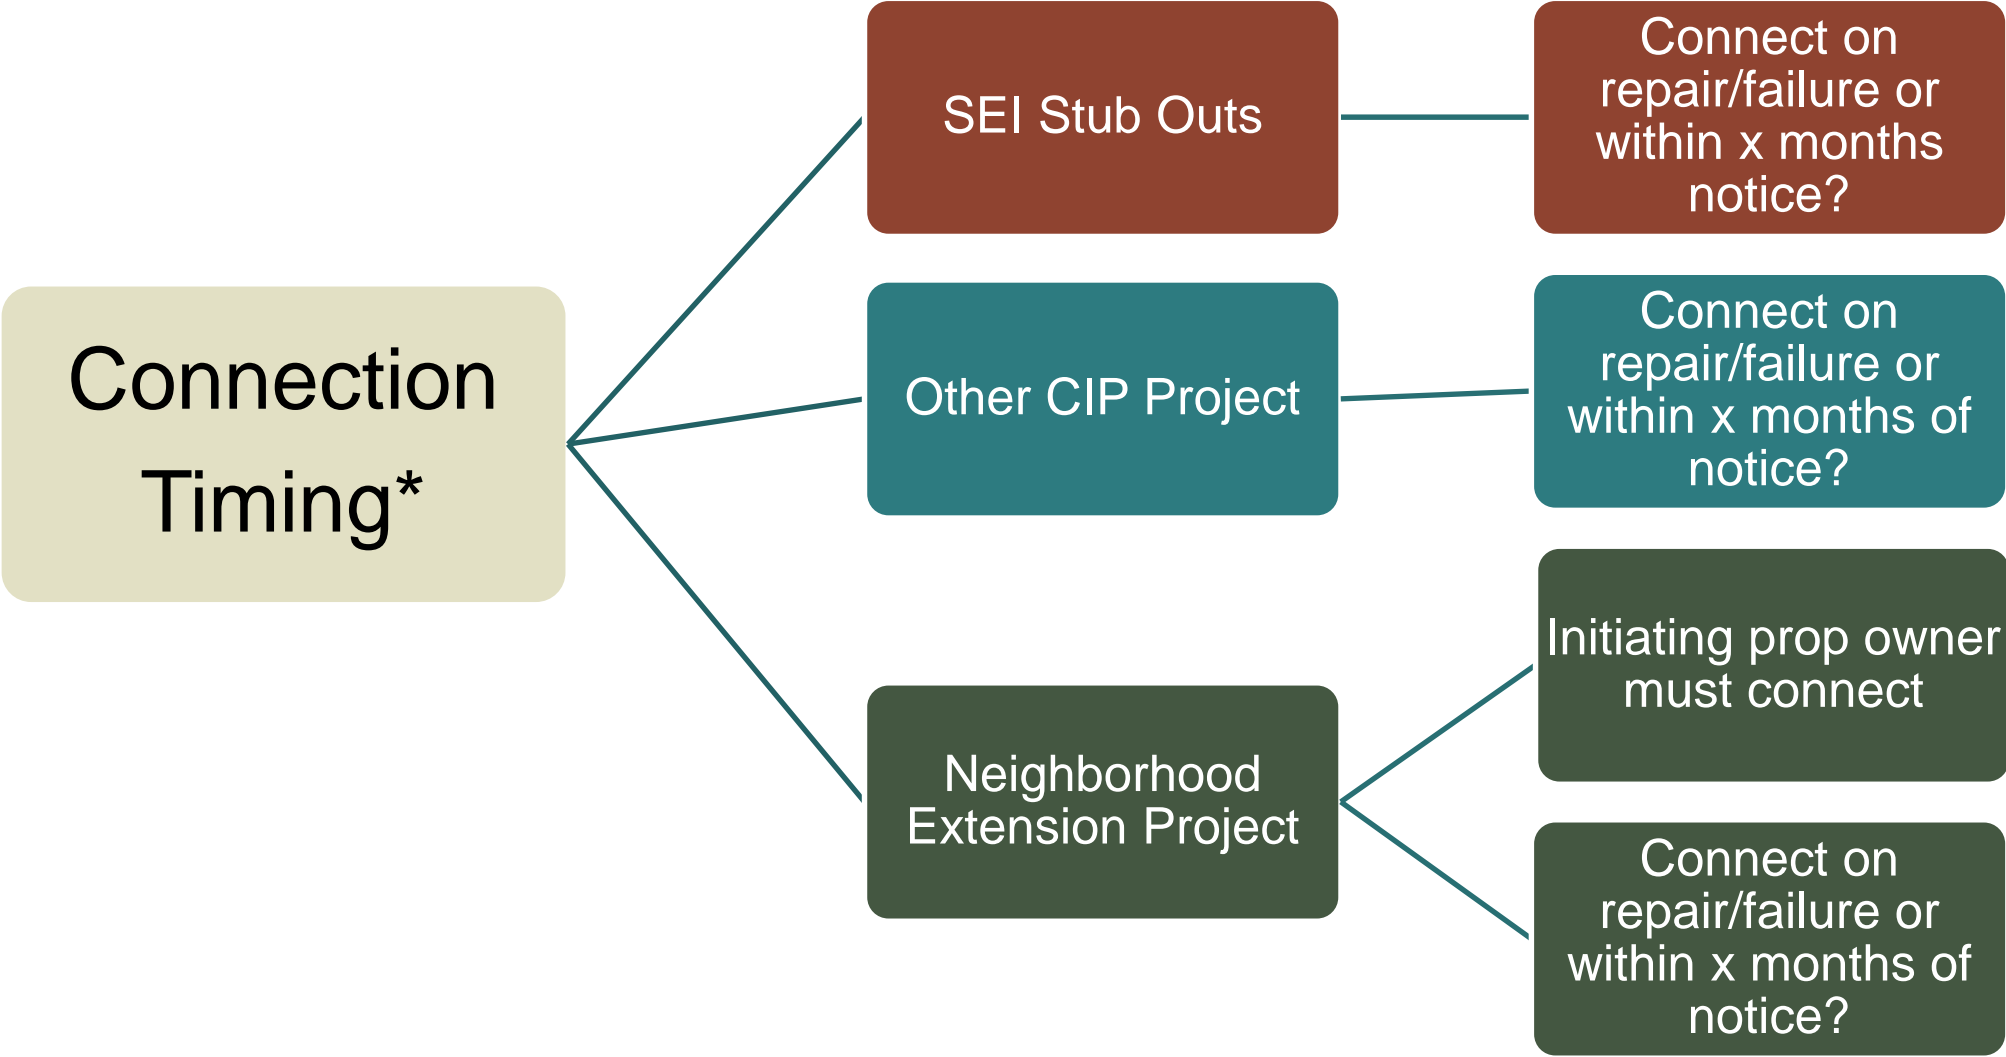 Connection
Timing*
SEI Stub Outs
Connect on
repair/failure or
within x months
notice?
Other CIP Project
Connect on
repair/failure or
within x months of
notice?
Neighborhood
Extension Project
Initiating prop owner
must connect
Connect on
repair/failure or
within x months of
notice?